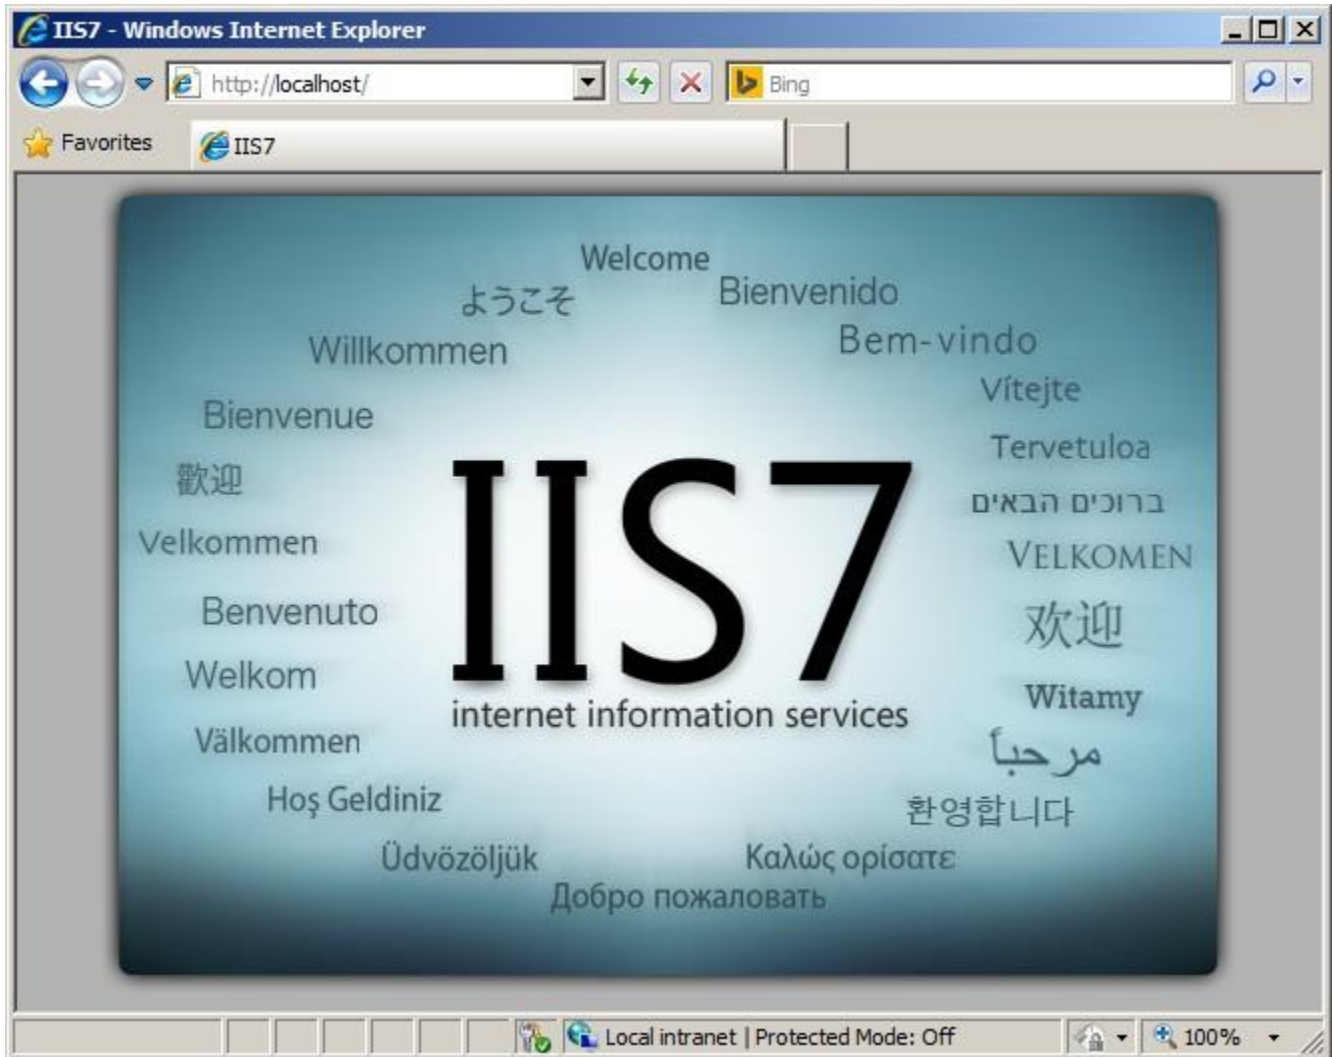 IIS7 - Windows Internet Explorer
http://localhost/
Bing
Favorites
IIS7
Welcome
ようこそ
Bienvenido
Willkommen
Bem-vindo
Vítejte
Bienvenue
Tervetuloa
歡迎
ברוכים הבאים
Velkommen
VELKOMEN
IIS7
internet information services
Benvenuto
欢迎
Welkom
Witamy
Välkommen
مرحباً
Hoş Geldiniz
환영합니다
Üdvözöljük
Καλώς ορίσατε
Добро пожаловать
Local intranet | Protected Mode: Off
100%